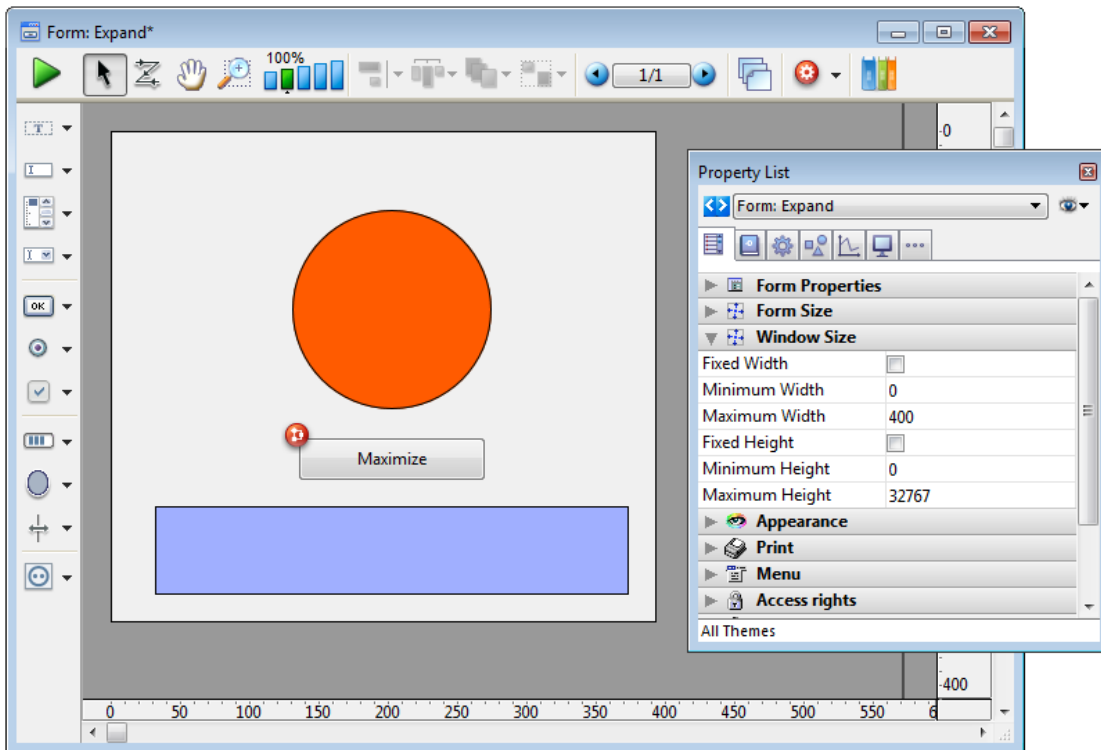 Form: Expand*
100%
1/1
T
I
I
OK
-0
Maximize
Property List
Form: Expand
Form Properties
Form Size
Window Size
Fixed Width
Minimum Width 0
Maximum Width 400
Fixed Height
Minimum Height 0
Maximum Height 32767
Appearance
Print
Menu
Access rights
All Themes
-400
0 50 100 150 200 250 300 350 400 450 500 550 6